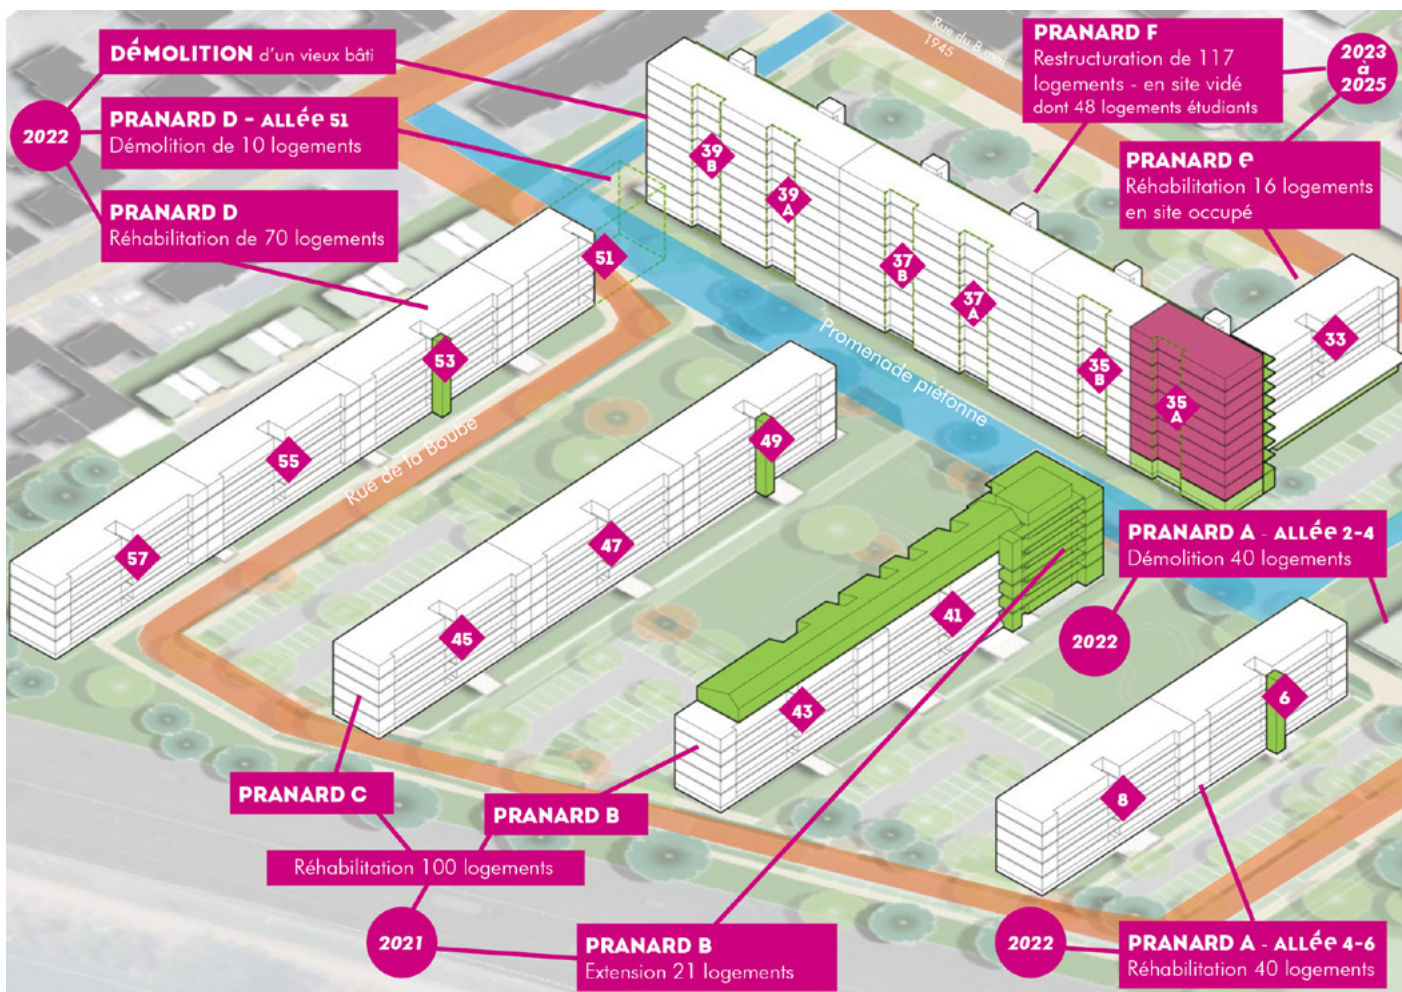 DÉMOLITION d'un vieux bâti
2022
PRANARD D - ALLÉE 51
Démolition de 10 logements
PRANARD D
Réhabilitation de 70 logements
PRANARD F
Restructuration de 117
logements - en site vidé
dont 48 logements étudiants
2023
à
2025
PRANARD e
Réhabilitation 16 logements
en site occupé
Rue du 8 mai
1945
39
B
39
A
37
B
37
A
35
B
35
A
33
51
53
55
57
Rue de la Boube
Promenade piétonne
49
47
45
41
43
6
8
PRANARD A - ALLÉE 2-4
Démolition 40 logements
2022
PRANARD C
PRANARD B
Réhabilitation 100 logements
2021
PRANARD B
Extension 21 logements
2022
PRANARD A - ALLÉE 4-6
Réhabilitation 40 logements